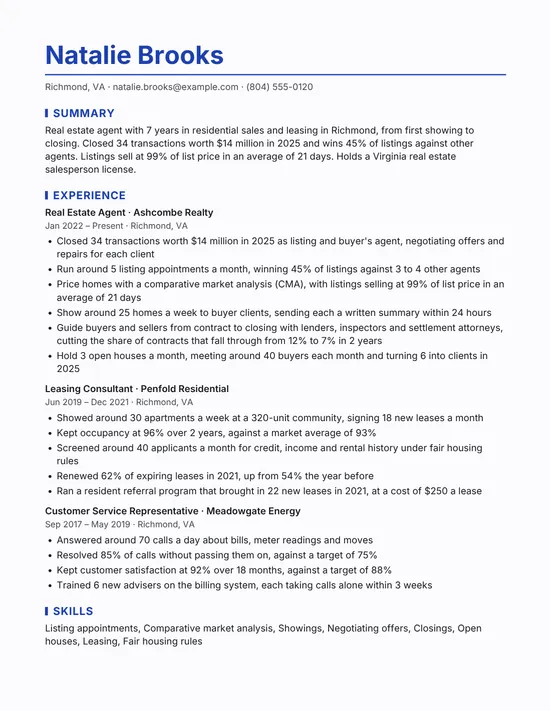 Natalie Brooks
Richmond, VA · natalie.brooks@example.com · (804) 555-0120
SUMMARY
Real estate agent with 7 years in residential sales and leasing in Richmond, from first showing to
closing. Closed 34 transactions worth $14 million in 2025 and wins 45% of listings against other
agents. Listings sell at 99% of list price in an average of 21 days. Holds a Virginia real estate
salesperson license.
EXPERIENCE
Real Estate Agent · Ashcombe Realty
Jan 2022 – Present · Richmond, VA
• Closed 34 transactions worth $14 million in 2025 as listing and buyer's agent, negotiating offers and
repairs for each client
• Run around 5 listing appointments a month, winning 45% of listings against 3 to 4 other agents
• Price homes with a comparative market analysis (CMA), with listings selling at 99% of list price in an
average of 21 days
• Show around 25 homes a week to buyer clients, sending each a written summary within 24 hours
• Guide buyers and sellers from contract to closing with lenders, inspectors and settlement attorneys,
cutting the share of contracts that fall through from 12% to 7% in 2 years
• Hold 3 open houses a month, meeting around 40 buyers each month and turning 6 into clients in
2025
Leasing Consultant · Penfold Residential
Jun 2019 – Dec 2021 · Richmond, VA
• Showed around 30 apartments a week at a 320-unit community, signing 18 new leases a month
• Kept occupancy at 96% over 2 years, against a market average of 93%
• Screened around 40 applicants a month for credit, income and rental history under fair housing
rules
• Renewed 62% of expiring leases in 2021, up from 54% the year before
• Ran a resident referral program that brought in 22 new leases in 2021, at a cost of $250 a lease
Customer Service Representative · Meadowgate Energy
Sep 2017 – May 2019 · Richmond, VA
• Answered around 70 calls a day about bills, meter readings and moves
• Resolved 85% of calls without passing them on, against a target of 75%
• Kept customer satisfaction at 92% over 18 months, against a target of 88%
• Trained 6 new advisers on the billing system, each taking calls alone within 3 weeks
SKILLS
Listing appointments, Comparative market analysis, Showings, Negotiating offers, Closings, Open
houses, Leasing, Fair housing rules